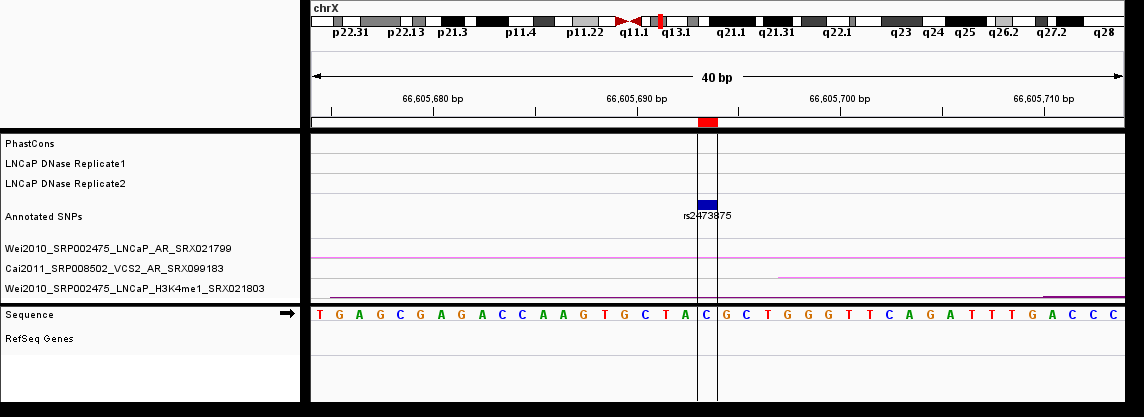 chrX
p22.31 p22.13 p21.3 p11.4 p11.22 q11.1 q13.1 q21.1 q21.31 q22.1 q23 q24 q25 q26.2 q27.2 q28
40 bp
66,605,680 bp 66,605,690 bp 66,605,700 bp 66,605,710 bp
PhastCons
LNCaP DNase Replicate1
LNCaP DNase Replicate2
Annotated SNPs
rs2473875
Wei2010_SRP002475_LNCaP_AR_SRX021799
Cai2011_SRP008502_VCS2_AR_SRX099183
Wei2010_SRP002475_LNCaP_H3K4me1_SRX021803
Sequence T G A G C G A G A C C A A G T G C T A C G C T G G G T T C A G A T T T G A C C C
RefSeq Genes